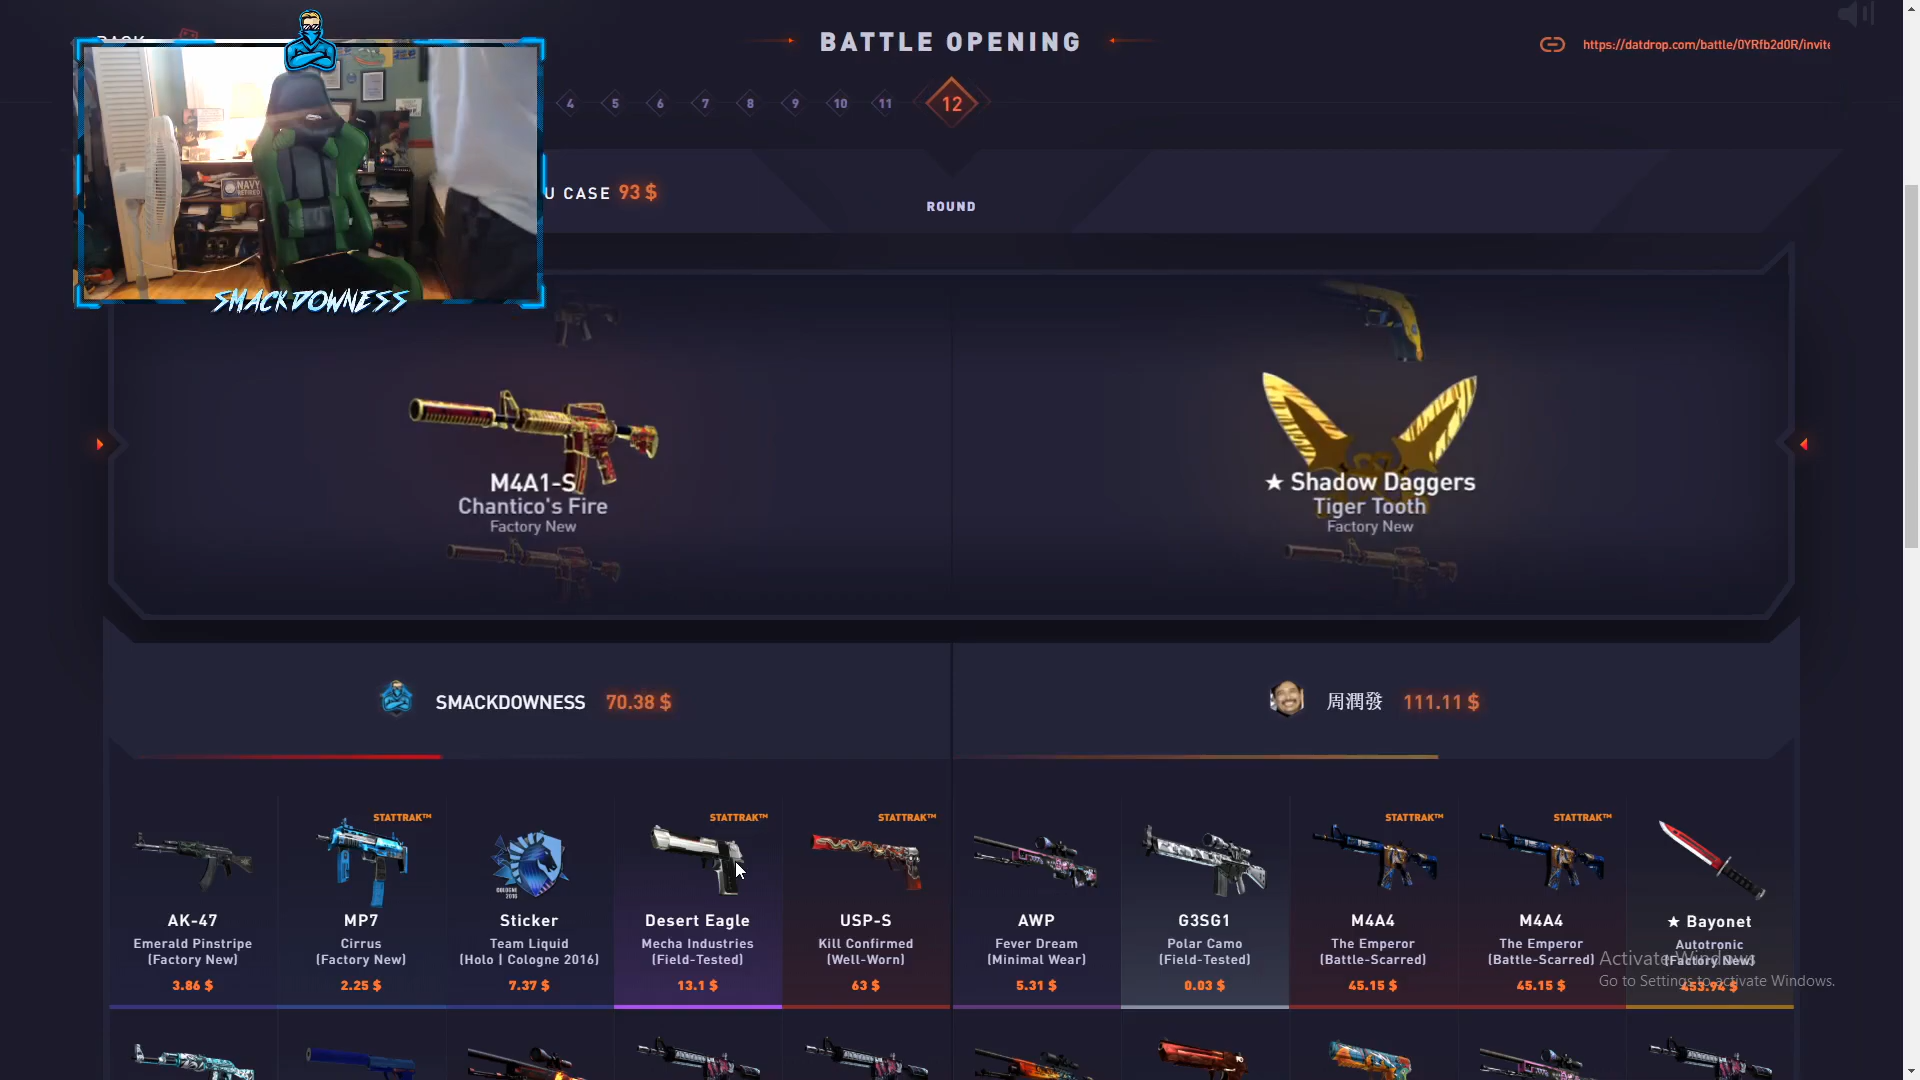 BATTLE OPENING
https://datdrop.com/battle/0YRfb2d0R/invite
4 5 6 7 8 9 10 11 12
NAVY
RETIRED
U CASE 93 $
ROUND
SMACKDOWNESS
M4A1-S
Chantico's Fire
Factory New
★ Shadow Daggers
Tiger Tooth
Factory New
SMACKDOWNESS 70.38 $
周潤發 111.11 $
STATTRAK™ STATTRAK™ STATTRAK™ STATTRAK™ STATTRAK™
COLOGNE
2016
AK-47
Emerald Pinstripe
(Factory New)
3.86 $
MP7
Cirrus
(Factory New)
2.25 $
Sticker
Team Liquid
(Holo | Cologne 2016)
7.37 $
Desert Eagle
Mecha Industries
(Field-Tested)
13.1 $
USP-S
Kill Confirmed
(Well-Worn)
63 $
AWP
Fever Dream
(Minimal Wear)
5.31 $
G3SG1
Polar Camo
(Field-Tested)
0.03 $
M4A4
The Emperor
(Battle-Scarred)
45.15 $
M4A4
The Emperor
(Battle-Scarred)
45.15 $
★ Bayonet
Autotronic
(Factory New)
453.94 $
Activate Windows
Go to Settings to activate Windows.